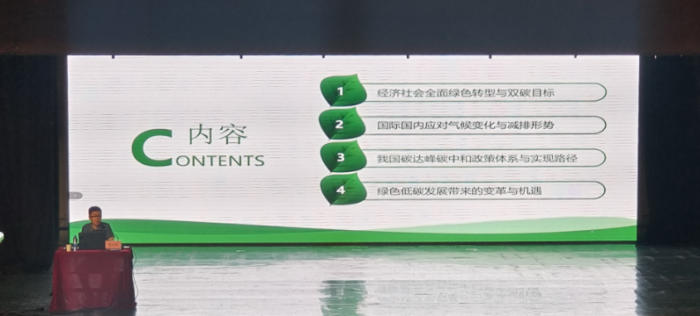 内容
CONTENTS
1 经济社会全面绿色转型与双碳目标
2 国际国内应对气候变化与减排形势
3 我国碳达峰碳中和政策体系与实现路径
4 绿色低碳发展带来的变革与机遇